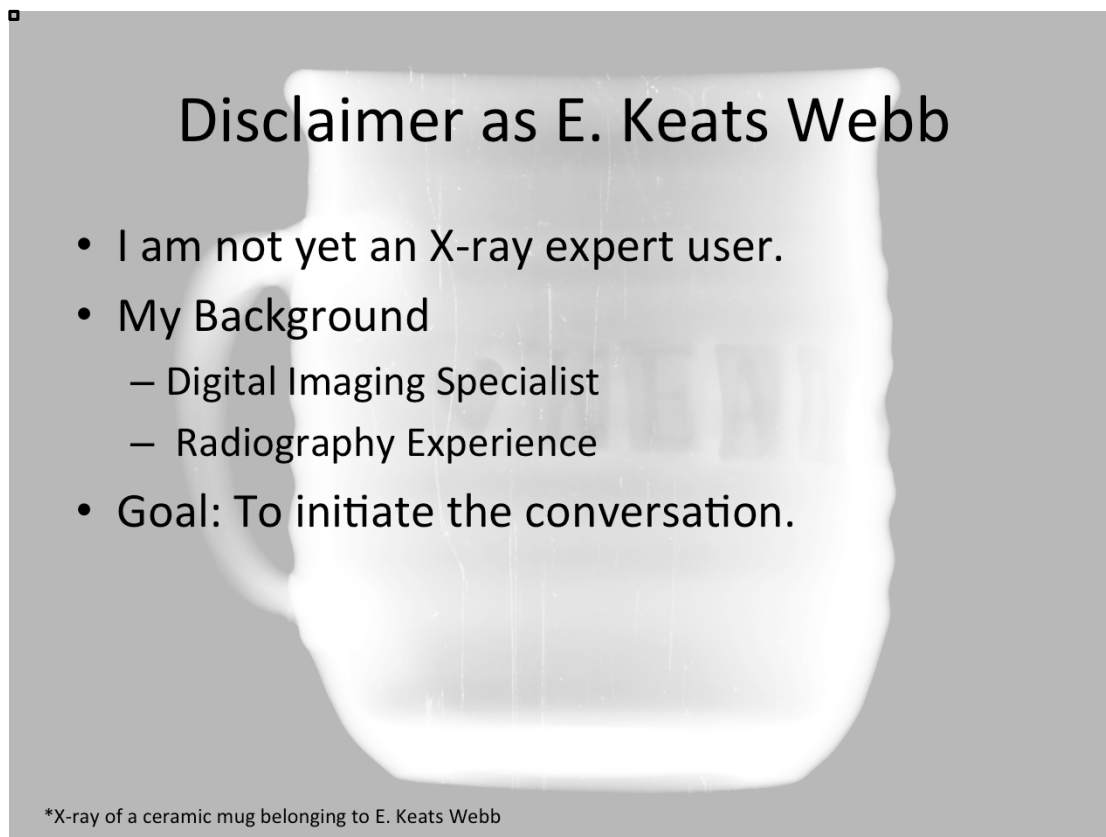 Disclaimer as E. Keats Webb
• I am not yet an X-ray expert user.
• My Background
– Digital Imaging Specialist
– Radiography Experience
• Goal: To initiate the conversation.
*X-ray of a ceramic mug belonging to E. Keats Webb